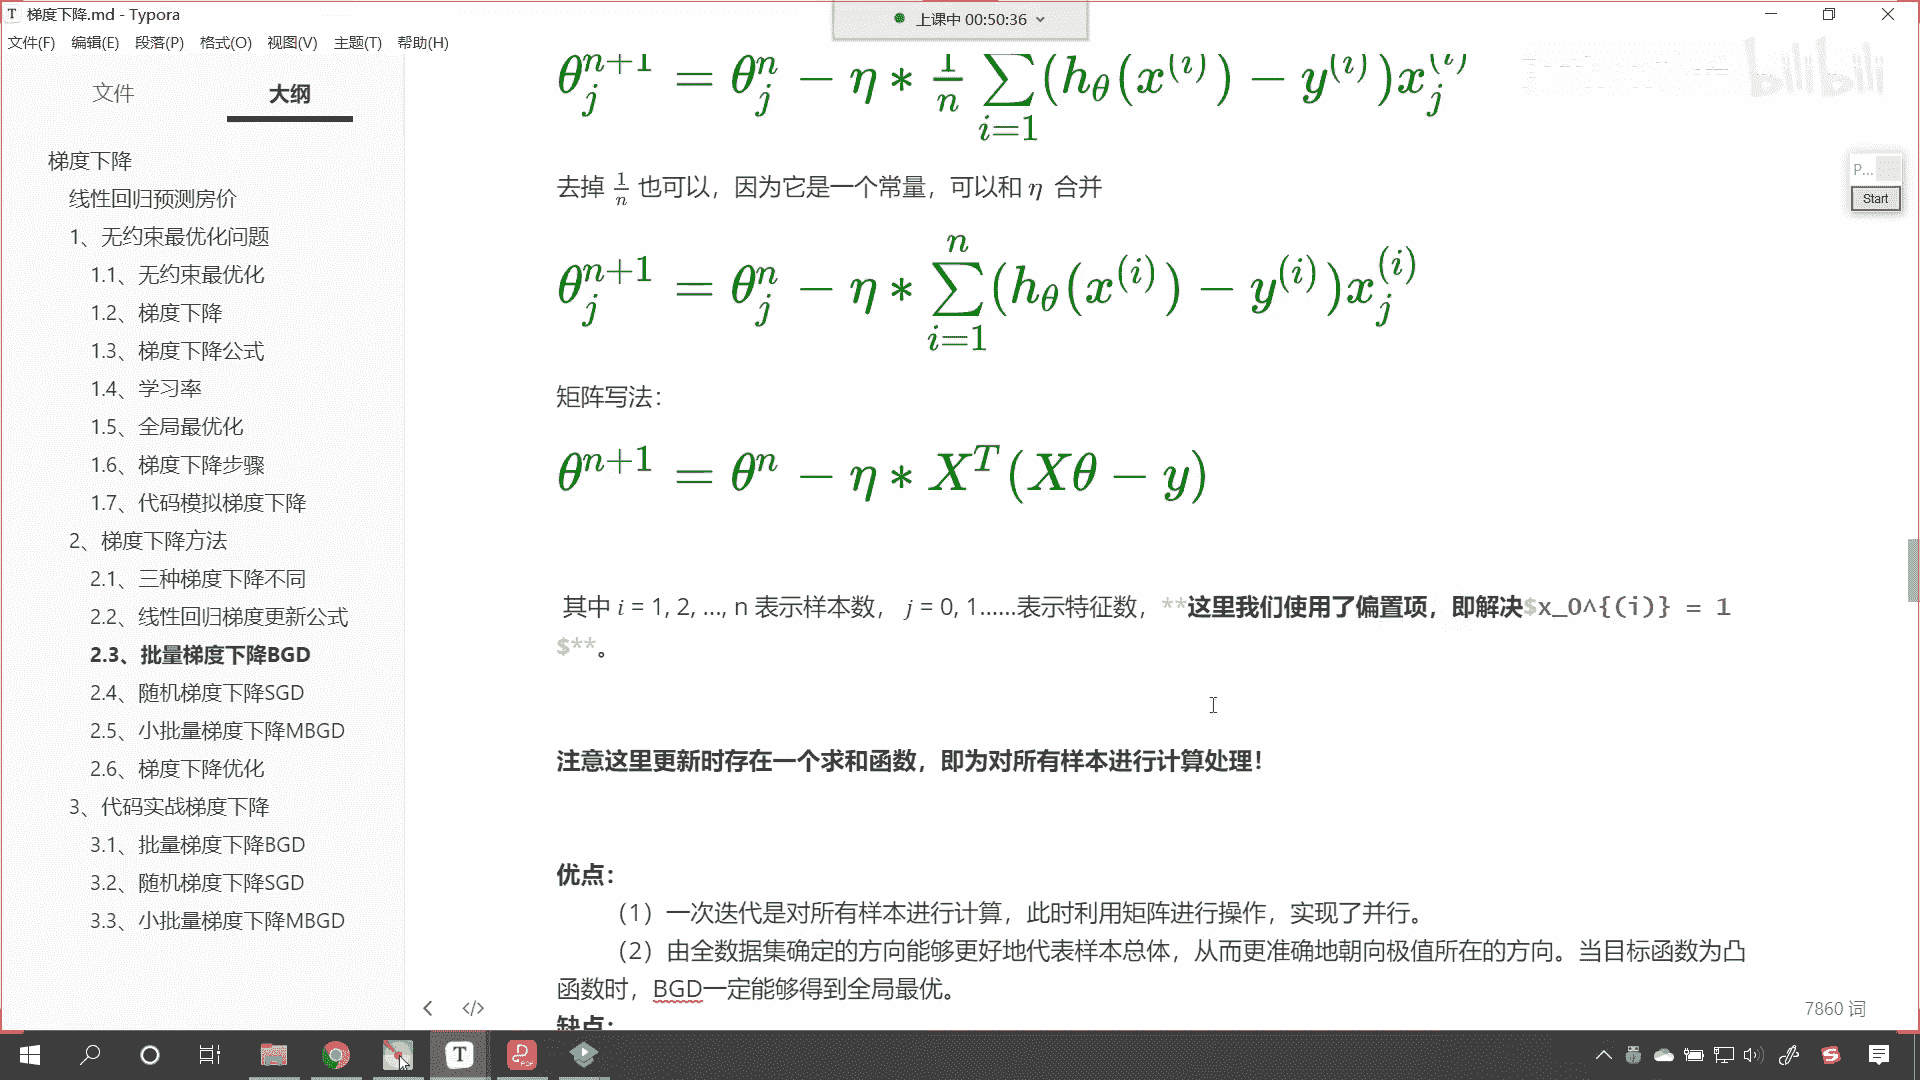 梯度下降.md - Typora
上课中 00:50:36
文件(F) 编辑(E) 段落(P) 格式(O) 视图(V) 主题(T) 帮助(H)
bilibili
P...
Start
文件 大纲
梯度下降
线性回归预测房价
1、无约束最优化问题
1.1、无约束最优化
1.2、梯度下降
1.3、梯度下降公式
1.4、学习率
1.5、全局最优化
1.6、梯度下降步骤
1.7、代码模拟梯度下降
2、梯度下降方法
2.1、三种梯度下降不同
2.2、线性回归梯度更新公式
2.3、批量梯度下降BGD
2.4、随机梯度下降SGD
2.5、小批量梯度下降MBGD
2.6、梯度下降优化
3、代码实战梯度下降
3.1、批量梯度下降BGD
3.2、随机梯度下降SGD
3.3、小批量梯度下降MBGD
θ_j^{n+1} = θ_j^n − η * \frac{1}{n} \sum_{i=1} (h_θ(x^{(i)}) − y^{(i)}) x_j^{(i)}
去掉 \frac{1}{n} 也可以，因为它是一个常量，可以和 η 合并
θ_j^{n+1} = θ_j^n − η * \sum_{i=1}^{n} (h_θ(x^{(i)}) − y^{(i)}) x_j^{(i)}
矩阵写法：
θ^{n+1} = θ^n − η * X^T(Xθ − y)
其中 i = 1, 2, ..., n 表示样本数， j = 0, 1……表示特征数，**这里我们使用了偏置项，即解决$x_0^{(i)} = 1
$**。
注意这里更新时存在一个求和函数，即为对所有样本进行计算处理！
优点：
（1）一次迭代是对所有样本进行计算，此时利用矩阵进行操作，实现了并行。
（2）由全数据集确定的方向能够更好地代表样本总体，从而更准确地朝向极值所在的方向。当目标函数为凸
函数时，BGD一定能够得到全局最优。
缺点：
7860 词